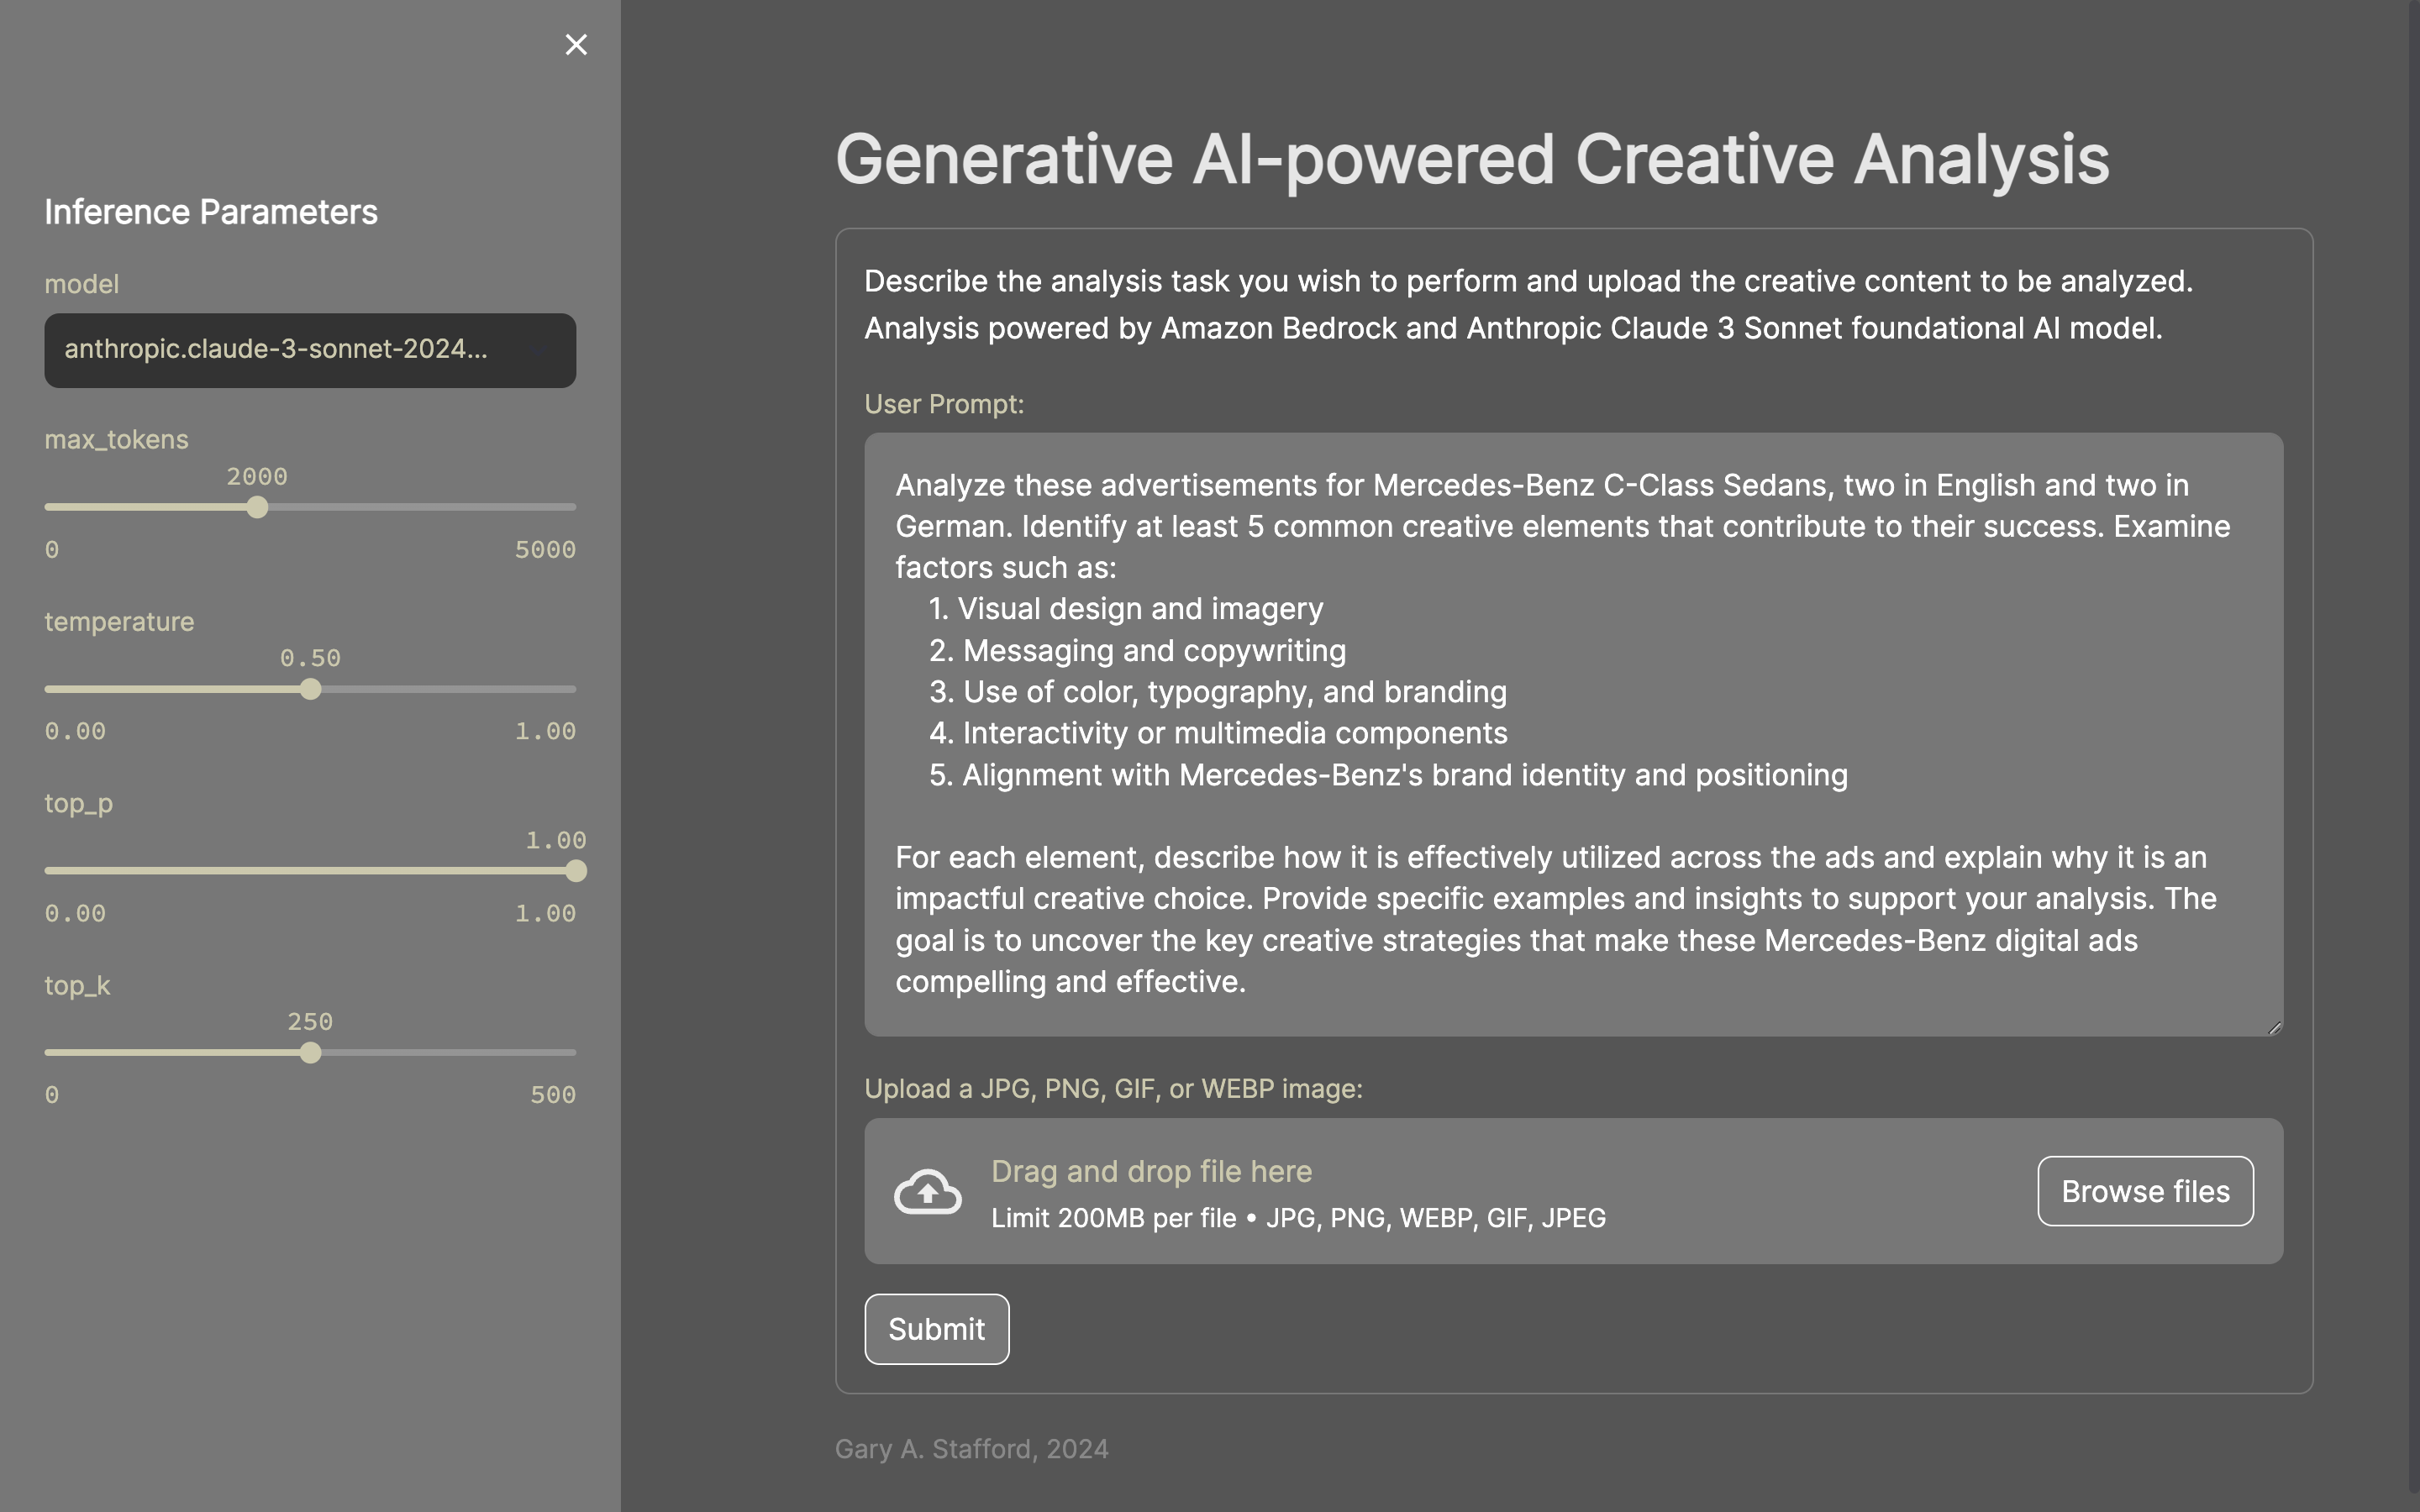 Inference Parameters
model
anthropic.claude-3-sonnet-2024...
max_tokens
2000
0 5000
temperature
0.50
0.00 1.00
top_p
1.00
0.00 1.00
top_k
250
0 500
Generative AI-powered Creative Analysis
Describe the analysis task you wish to perform and upload the creative content to be analyzed.
Analysis powered by Amazon Bedrock and Anthropic Claude 3 Sonnet foundational AI model.
User Prompt:
Analyze these advertisements for Mercedes-Benz C-Class Sedans, two in English and two in
German. Identify at least 5 common creative elements that contribute to their success. Examine
factors such as:
1. Visual design and imagery
2. Messaging and copywriting
3. Use of color, typography, and branding
4. Interactivity or multimedia components
5. Alignment with Mercedes-Benz's brand identity and positioning
For each element, describe how it is effectively utilized across the ads and explain why it is an
impactful creative choice. Provide specific examples and insights to support your analysis. The
goal is to uncover the key creative strategies that make these Mercedes-Benz digital ads
compelling and effective.
Upload a JPG, PNG, GIF, or WEBP image:
Drag and drop file here
Limit 200MB per file • JPG, PNG, WEBP, GIF, JPEG
Browse files
Submit
Gary A. Stafford, 2024